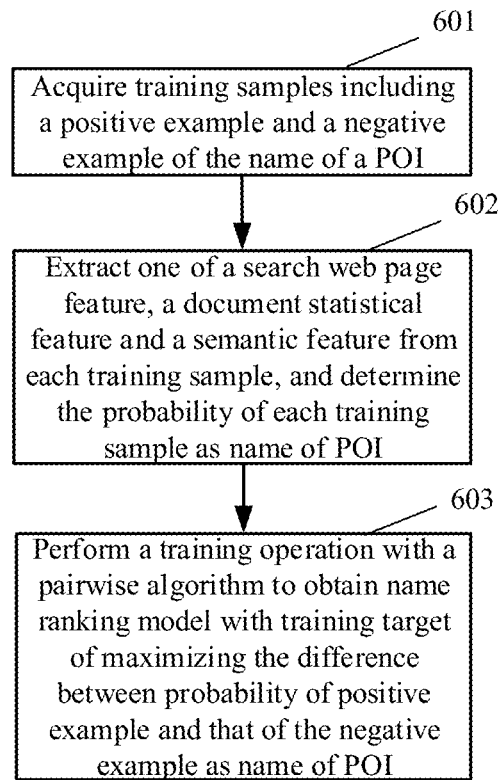 601
Acquire training samples including
a positive example and a negative
example of the name of a POI
602
Extract one of a search web page
feature, a document statistical
feature and a semantic feature from
each training sample, and determine
the probability of each training
sample as name of POI
603
Perform a training operation with a
pairwise algorithm to obtain name
ranking model with training target
of maximizing the difference
between probability of positive
example and that of the negative
example as name of POI